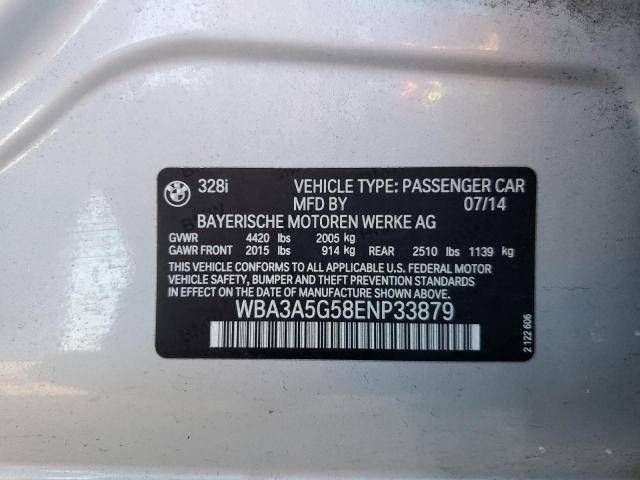 328i VEHICLE TYPE: PASSENGER CAR
MFD BY 07/14
BAYERISCHE MOTOREN WERKE AG
GVWR 4420 lbs 2005 kg
GAWR FRONT 2015 lbs 914 kg REAR 2510 lbs 1139 kg
THIS VEHICLE CONFORMS TO ALL APPLICABLE U.S. FEDERAL MOTOR
VEHICLE SAFETY, BUMPER AND THEFT PREVENTION STANDARDS
IN EFFECT ON THE DATE OF MANUFACTURE SHOWN ABOVE.
WBA3A5G58ENP33879
2 122 606